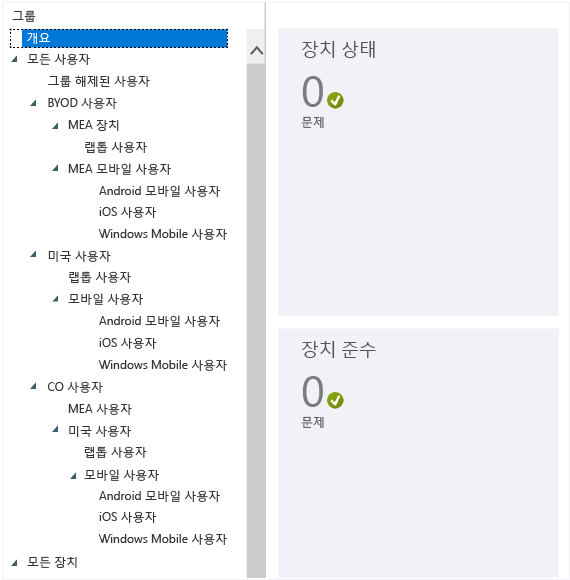 그룹
개요
모든 사용자
그룹 해제된 사용자
BYOD 사용자
MEA 장치
랩톱 사용자
MEA 모바일 사용자
Android 모바일 사용자
iOS 사용자
Windows Mobile 사용자
미국 사용자
랩톱 사용자
모바일 사용자
Android 모바일 사용자
iOS 사용자
Windows Mobile 사용자
CO 사용자
MEA 사용자
미국 사용자
랩톱 사용자
모바일 사용자
Android 모바일 사용자
iOS 사용자
Windows Mobile 사용자
모든 장치
장치 상태
0
문제
장치 준수
0
문제